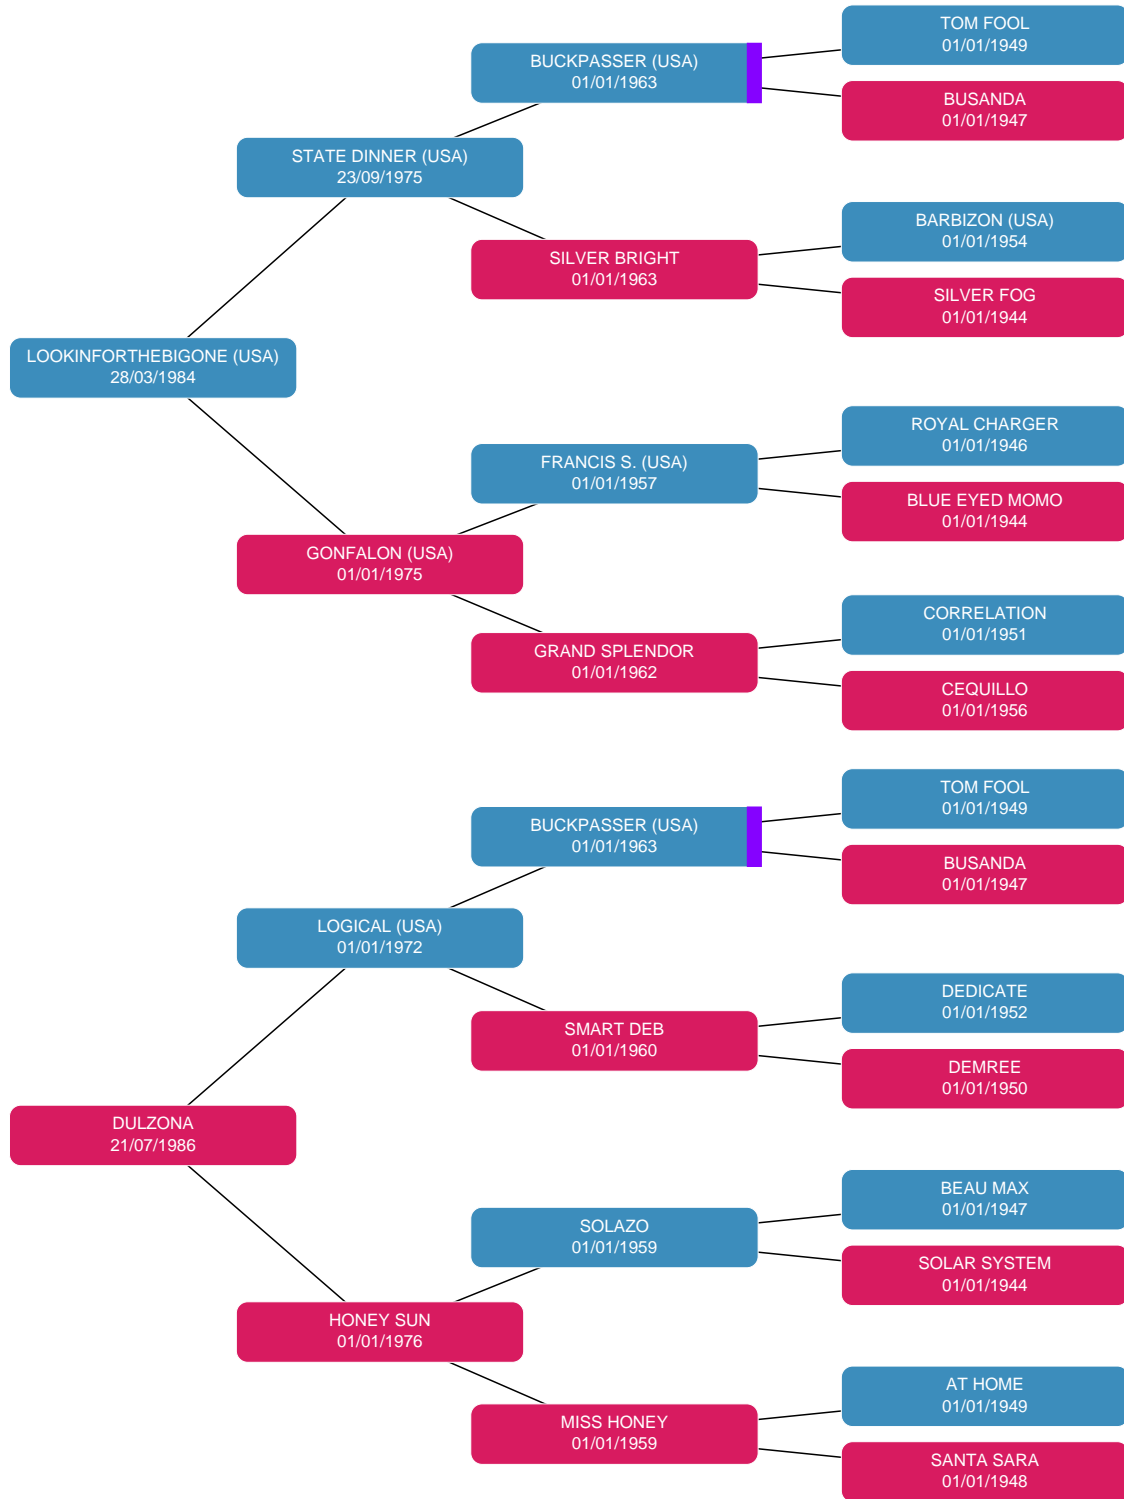 TOM FOOL
01/01/1949
BUCKPASSER (USA)
01/01/1963
BUSANDA
01/01/1947
STATE DINNER (USA)
23/09/1975
BARBIZON (USA)
01/01/1954
SILVER BRIGHT
01/01/1963
SILVER FOG
01/01/1944
LOOKINFORTHEBIGONE (USA)
28/03/1984
ROYAL CHARGER
01/01/1946
FRANCIS S. (USA)
01/01/1957
BLUE EYED MOMO
01/01/1944
GONFALON (USA)
01/01/1975
CORRELATION
01/01/1951
GRAND SPLENDOR
01/01/1962
CEQUILLO
01/01/1956
TOM FOOL
01/01/1949
BUCKPASSER (USA)
01/01/1963
BUSANDA
01/01/1947
LOGICAL (USA)
01/01/1972
DEDICATE
01/01/1952
SMART DEB
01/01/1960
DEMREE
01/01/1950
DULZONA
21/07/1986
BEAU MAX
01/01/1947
SOLAZO
01/01/1959
SOLAR SYSTEM
01/01/1944
HONEY SUN
01/01/1976
AT HOME
01/01/1949
MISS HONEY
01/01/1959
SANTA SARA
01/01/1948